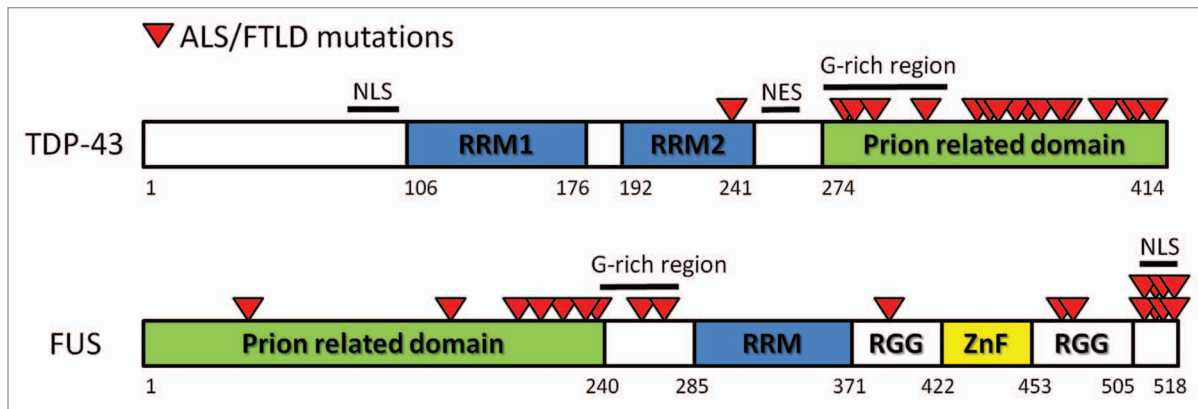 ALS/FTLD mutations
G-rich region
NLS
NES
TDP-43
RRM1
RRM2
Prion related domain
1
106
176
192
241
274
414
NLS
G-rich region
FUS
Prion related domain
RRM
RGG
ZnF
RGG
1
240
285
371
422
453
505
518